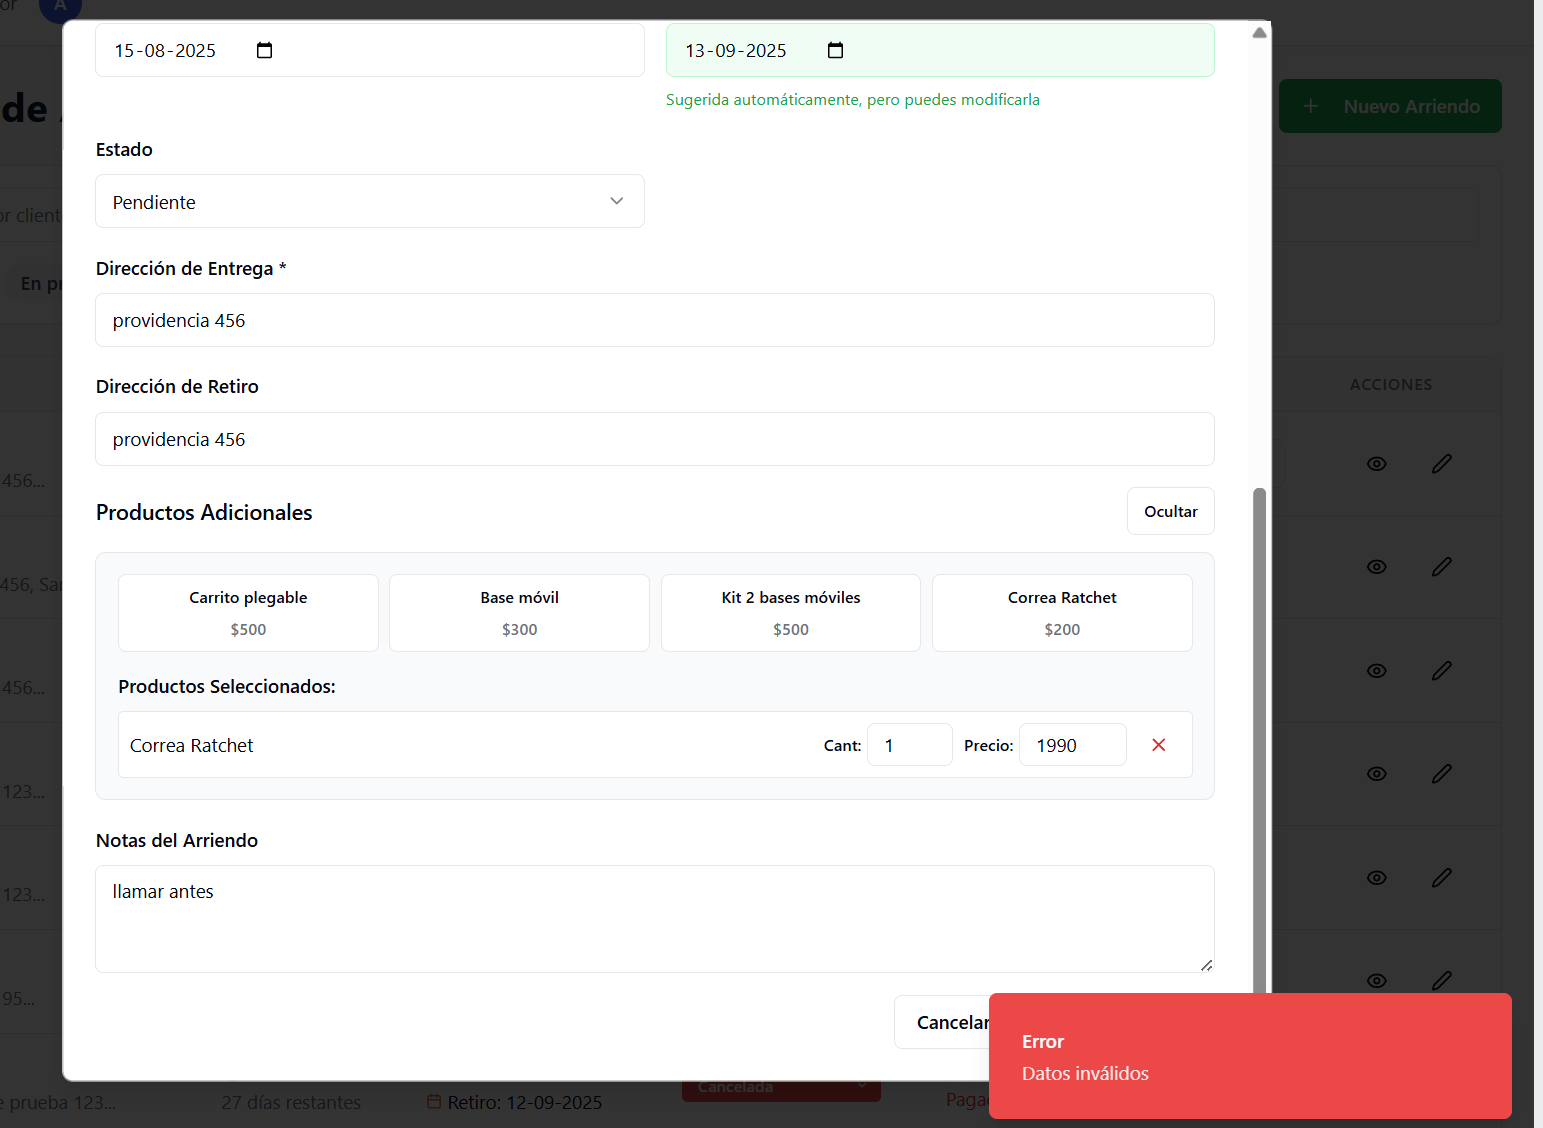 or
A
15-08-2025
13-09-2025
Sugerida automáticamente, pero puedes modificarla
de
+ Nuevo Arriendo
Estado
Pendiente
or client
En pr
Dirección de Entrega *
providencia 456
Dirección de Retiro
providencia 456
ACCIONES
456...
Productos Adicionales
Ocultar
Carrito plegable
$500
Base móvil
$300
Kit 2 bases móviles
$500
Correa Ratchet
$200
456, Sar
Productos Seleccionados:
456...
Correa Ratchet
Cant: 1 Precio: 1990
123...
Notas del Arriendo
llamar antes
123...
95...
Cancelar
Error
Datos inválidos
Cancelada
e prueba 123...
27 días restantes
Retiro: 12-09-2025
Paga